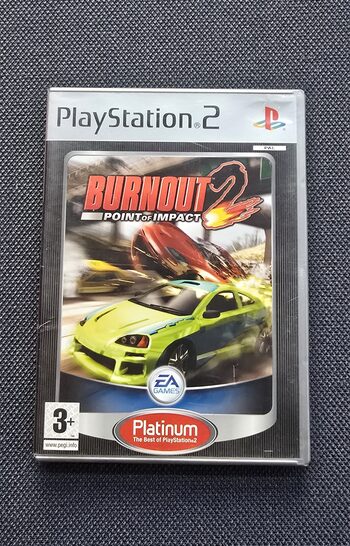 PlayStation®2
PAL
BURNOUT 2
POINT OF IMPACT
EA
GAMES
3+
www.pegi.info
Platinum
The Best of PlayStation®2